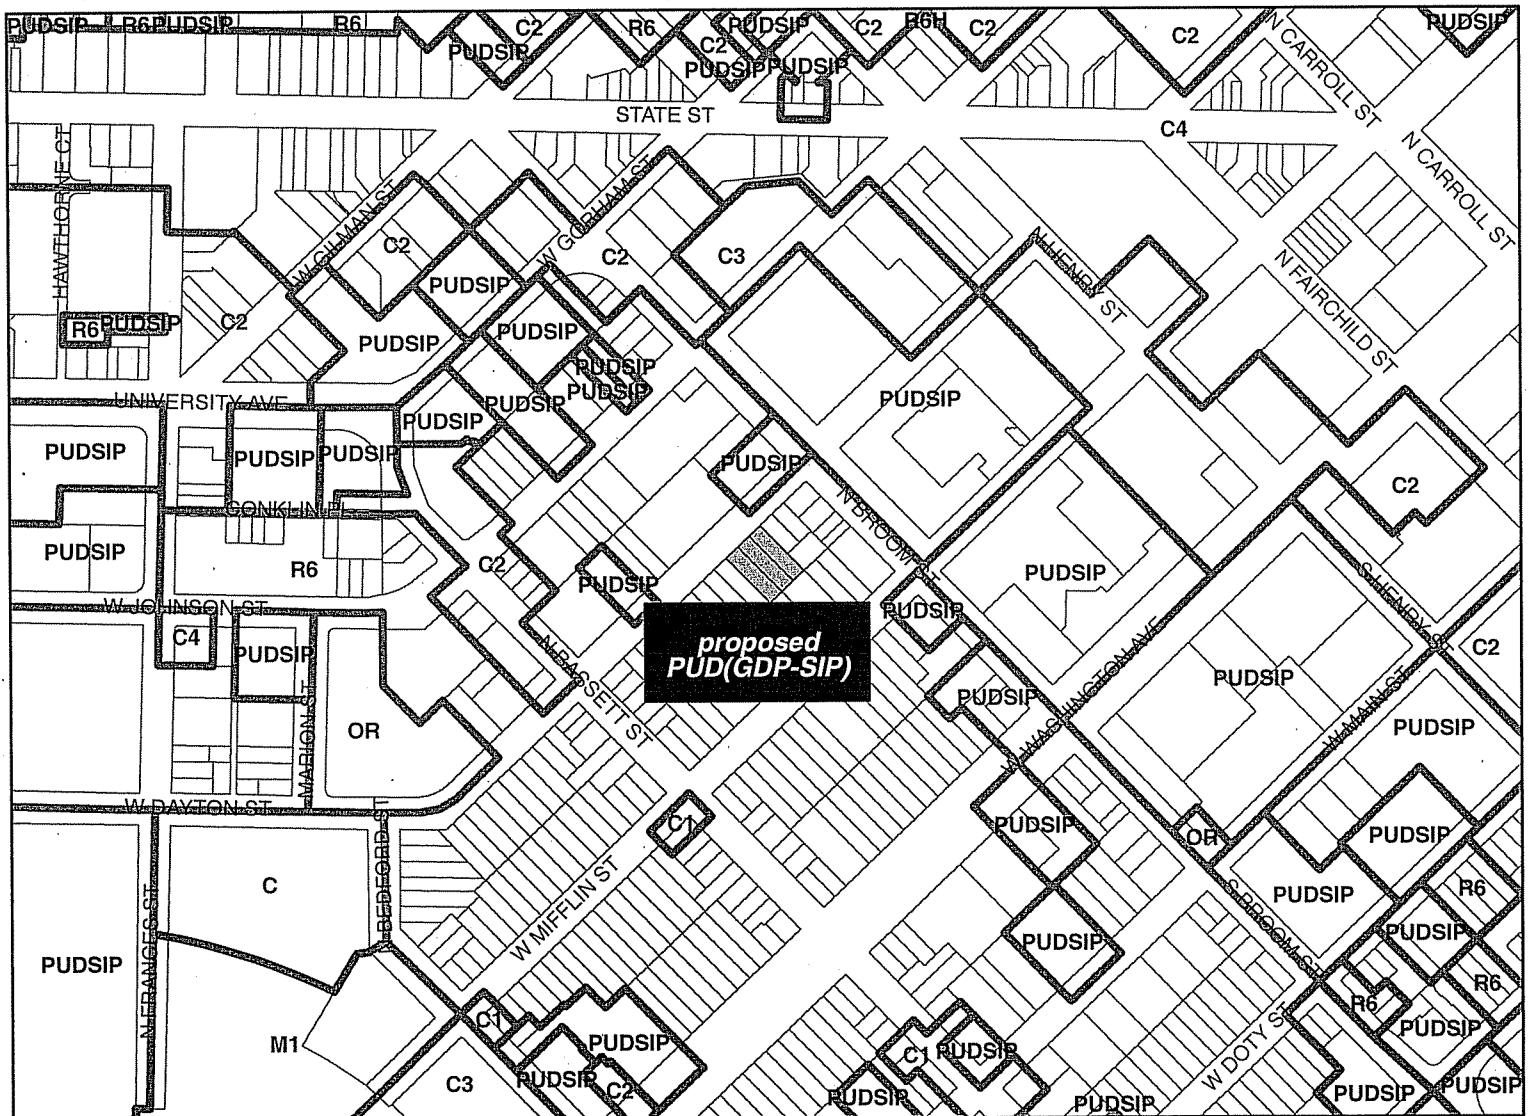 PUDSIP
R6
PUDSIP
R6
PUDSIP
C2
R6
PUDSIP
C2
PUDSIP
C2
R6H
C2
PUDSIP
C2
PUDSIP
N CARROLL ST
STATE ST
C4
N CARROLL ST
HAWTHORNE CT
W GILMAN ST
W GORHAM ST
C2
C2
C3
N HENRY ST
N FAIRCHILD ST
PUDSIP
R6
PUDSIP
C2
PUDSIP
PUDSIP
PUDSIP
PUDSIP
PUDSIP
PUDSIP
UNIVERSITY AVE
PUDSIP
PUDSIP
PUDSIP
PUDSIP
PUDSIP
C2
N BROOM ST
CONKLIN PL
PUDSIP
R6
C2
PUDSIP
PUDSIP
S HENRY ST
W JOHNSON ST
PUDSIP
C4
PUDSIP
N BASSETT ST
proposed
PUD(GDP-SIP)
C2
PUDSIP
PUDSIP
W WASHINGTON AVE
W MAIN ST
MARION ST
OR
PUDSIP
W DAYTON ST
C1
PUDSIP
OR
PUDSIP
N BEDFORD ST
C
W MIFFLIN ST
PUDSIP
R6
S BROOM ST
N FRANCES ST
PUDSIP
PUDSIP
PUDSIP
R6
R6
C1
M1
PUDSIP
C1
PUDSIP
W DOTY ST
PUDSIP
C3
PUDSIP
C2
PUDSIP
PUDSIP
PUDSIP
PUDSIP